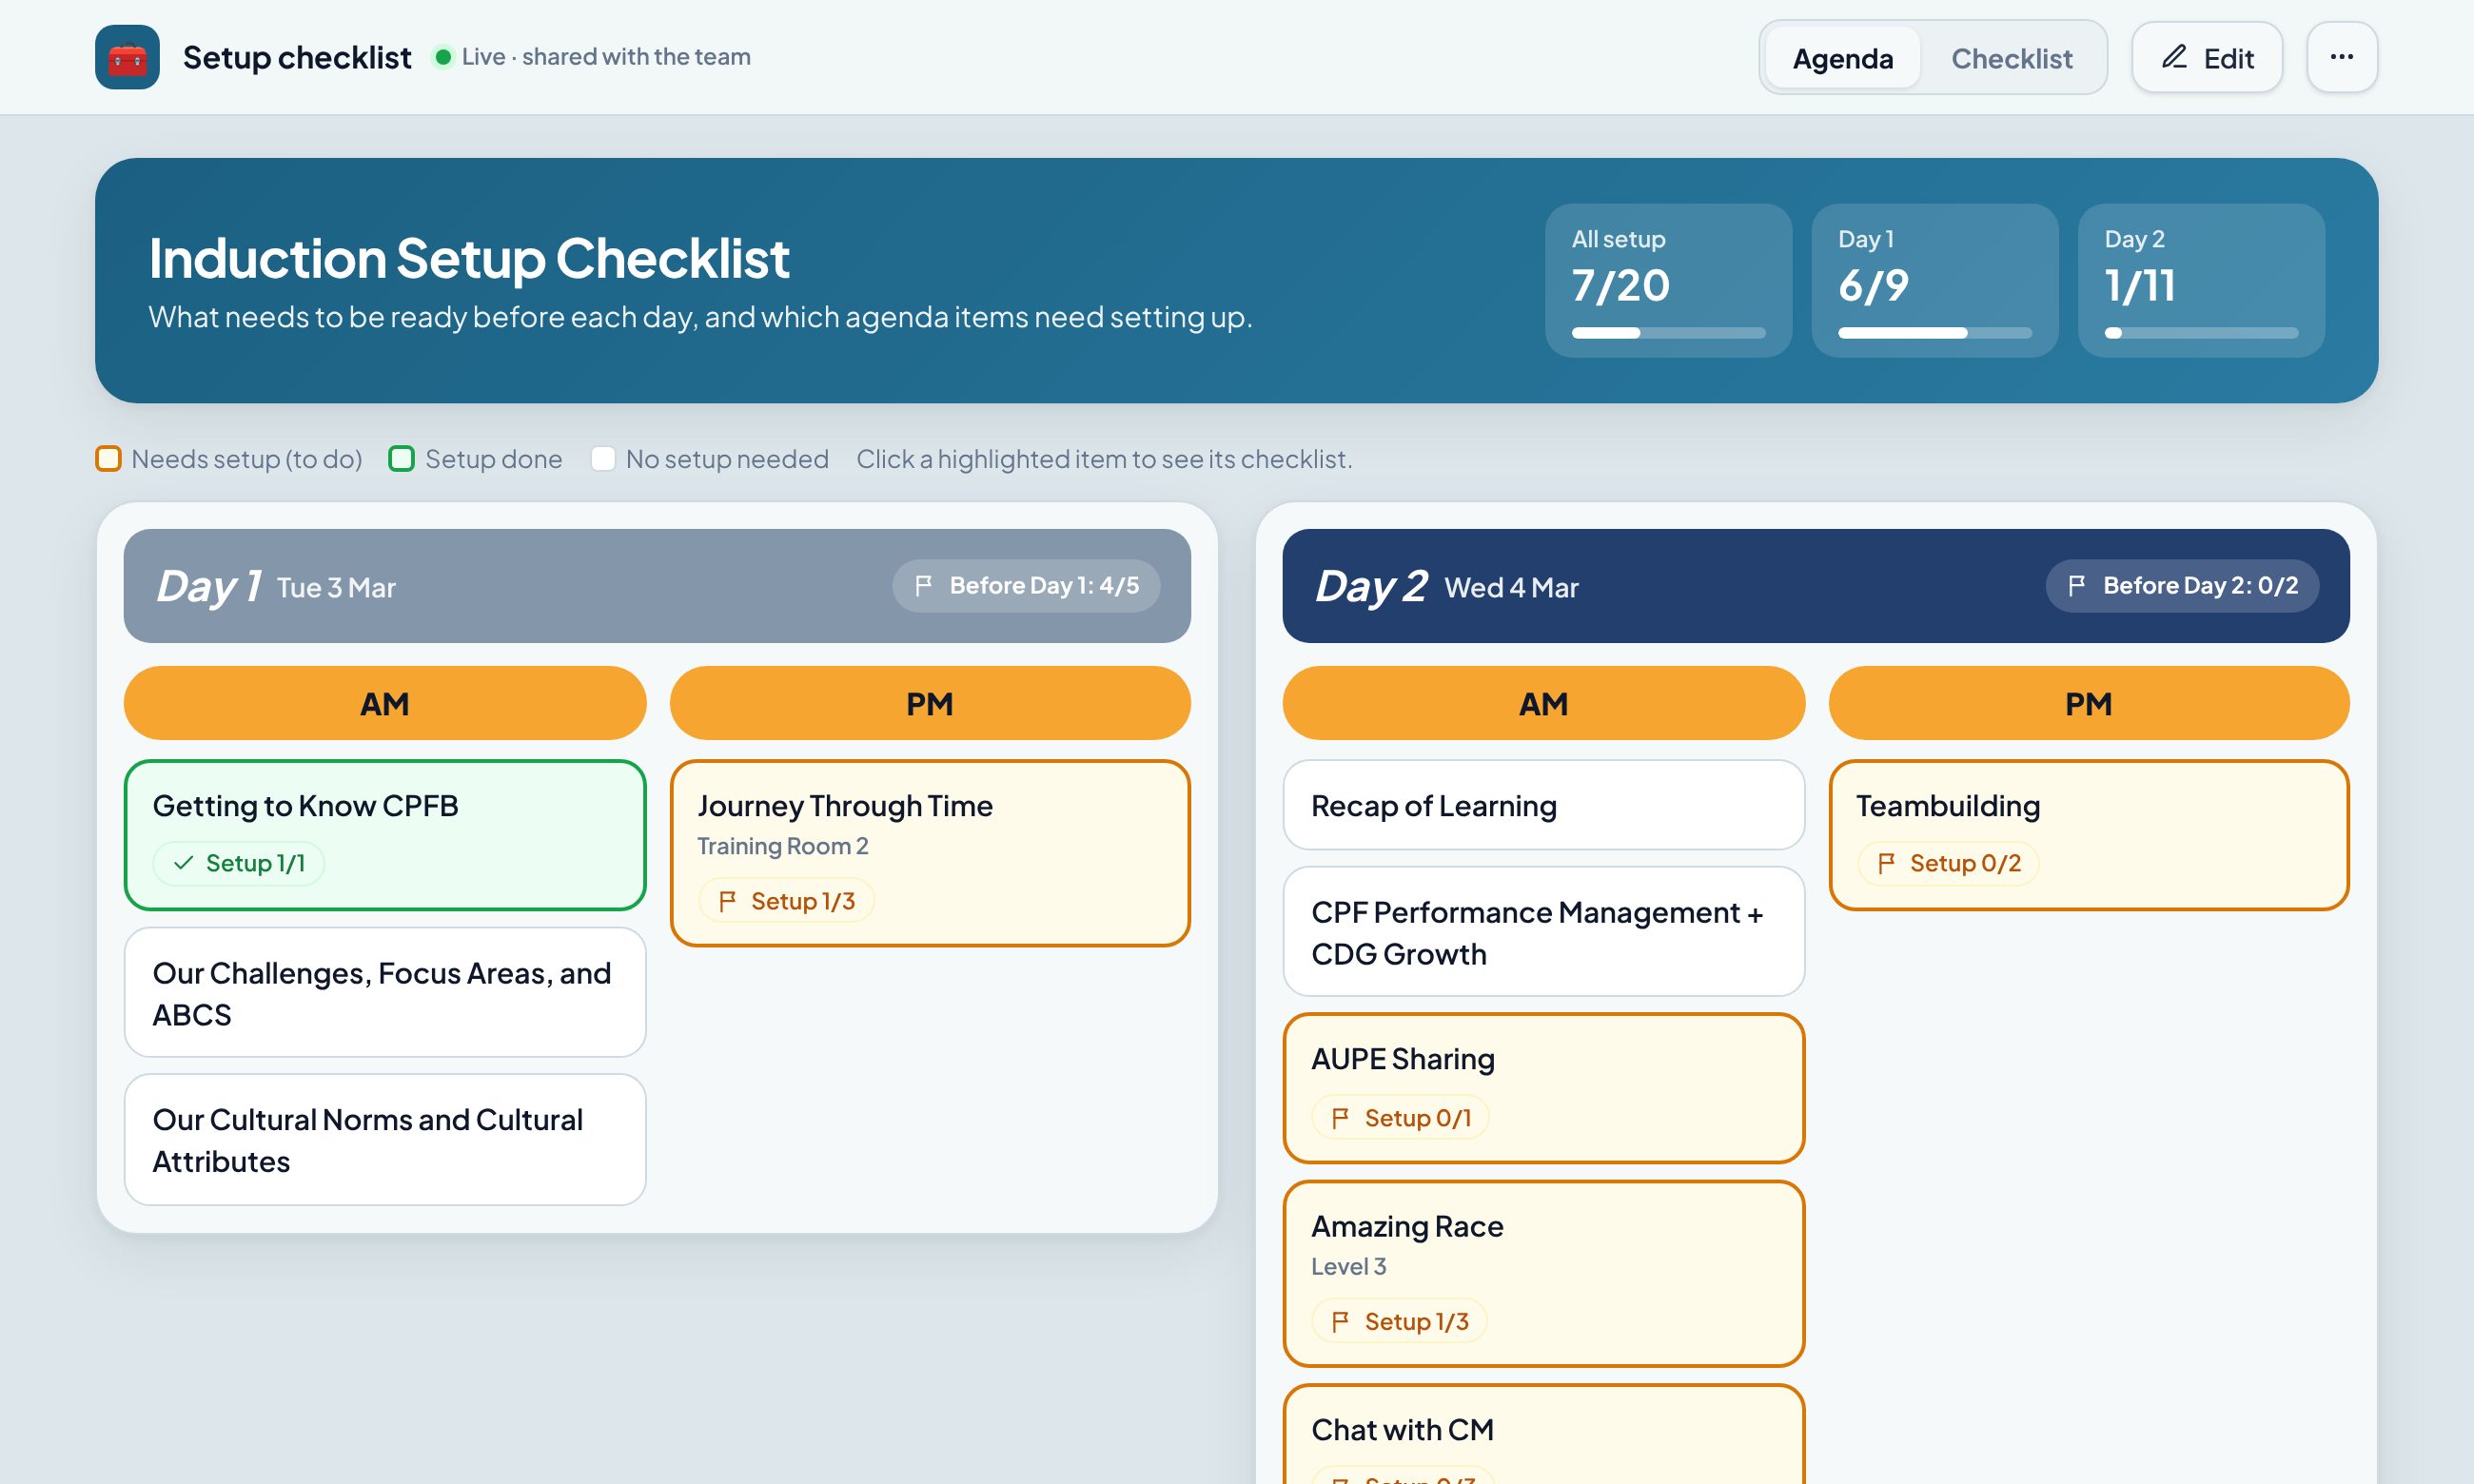 Setup checklist
Live · shared with the team
Agenda
Checklist
Edit
Induction Setup Checklist
What needs to be ready before each day, and which agenda items need setting up.
All setup
7/20
Day 1
6/9
Day 2
1/11
Needs setup (to do)
Setup done
No setup needed
Click a highlighted item to see its checklist.
Day 1 Tue 3 Mar
Before Day 1: 4/5
AM
Getting to Know CPFB
Setup 1/1
Our Challenges, Focus Areas, and
ABCS
Our Cultural Norms and Cultural
Attributes
PM
Journey Through Time
Training Room 2
Setup 1/3
Day 2 Wed 4 Mar
Before Day 2: 0/2
AM
Recap of Learning
CPF Performance Management +
CDG Growth
AUPE Sharing
Setup 0/1
Amazing Race
Level 3
Setup 1/3
Chat with CM
Setup 0/3
PM
Teambuilding
Setup 0/2